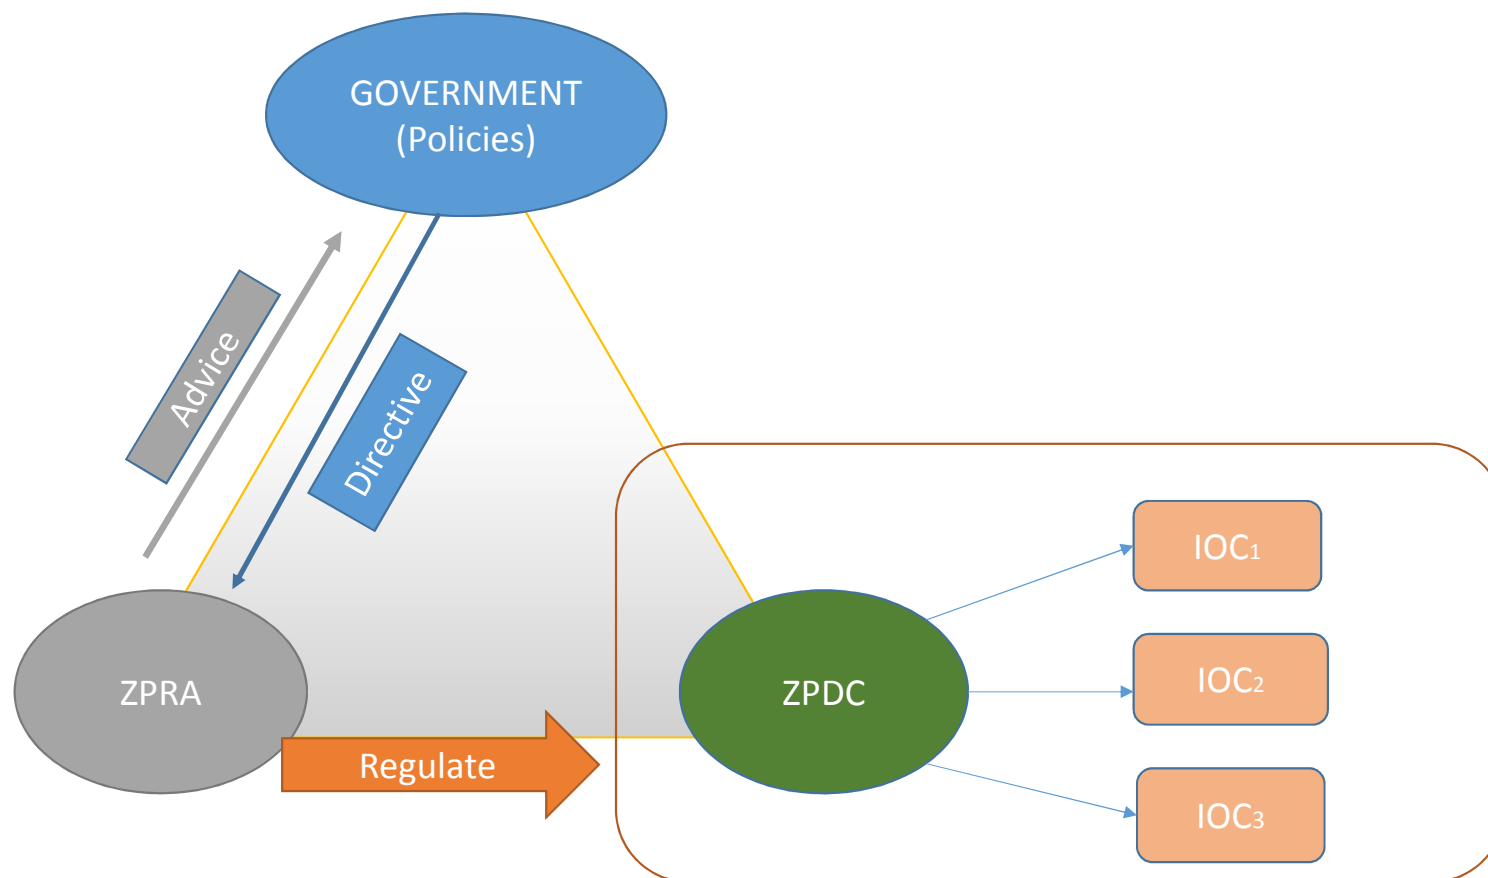 GOVERNMENT
(Policies)
Advice
Directive
IOC₁
ZPRA
ZPDC
IOC₂
Regulate
IOC₃